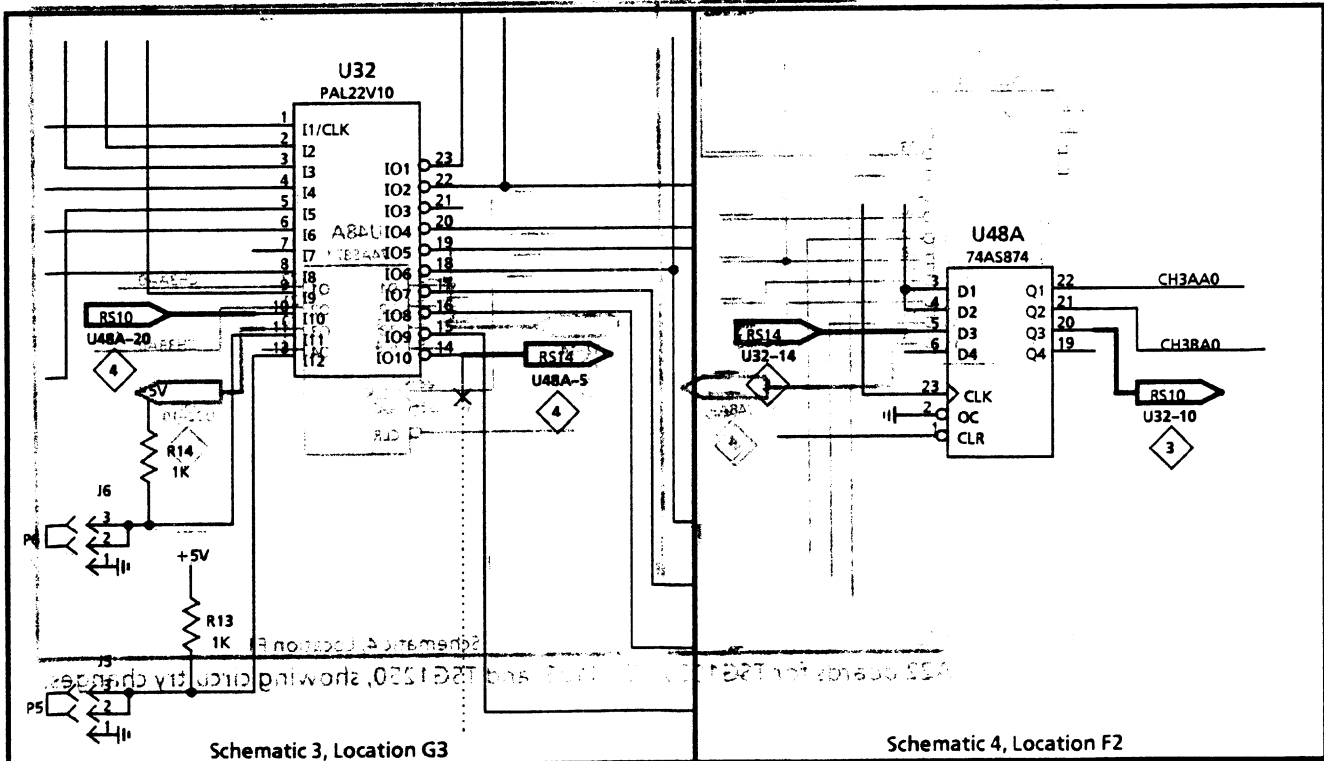 U32
PAL22V10
1 I1/CLK
2 I2
3 I3
4 I4
5 I5
6 I6
7 I7
8 I8
9 I9
10 I10
11 I11
13 I12
IO1 23
IO2 22
IO3 21
IO4 20
IO5 19
IO6 18
IO7 17
IO8 16
IO9 15
IO10 14
RS10
U48A-20
4
+5V
R14
1K
J6
P6
3
2
1
+5V
R13
1K
J5
P5
3
2
1
RS14
U48A-5
4
Schematic 3, Location G3
U48A
74AS874
3 D1
4 D2
5 D3
6 D4
23 CLK
2 OC
1 CLR
Q1 22
Q2 21
Q3 20
Q4 19
CH3AA0
CH3BA0
RS14
U32-14
RS10
U32-10
3
Schematic 4, Location F2